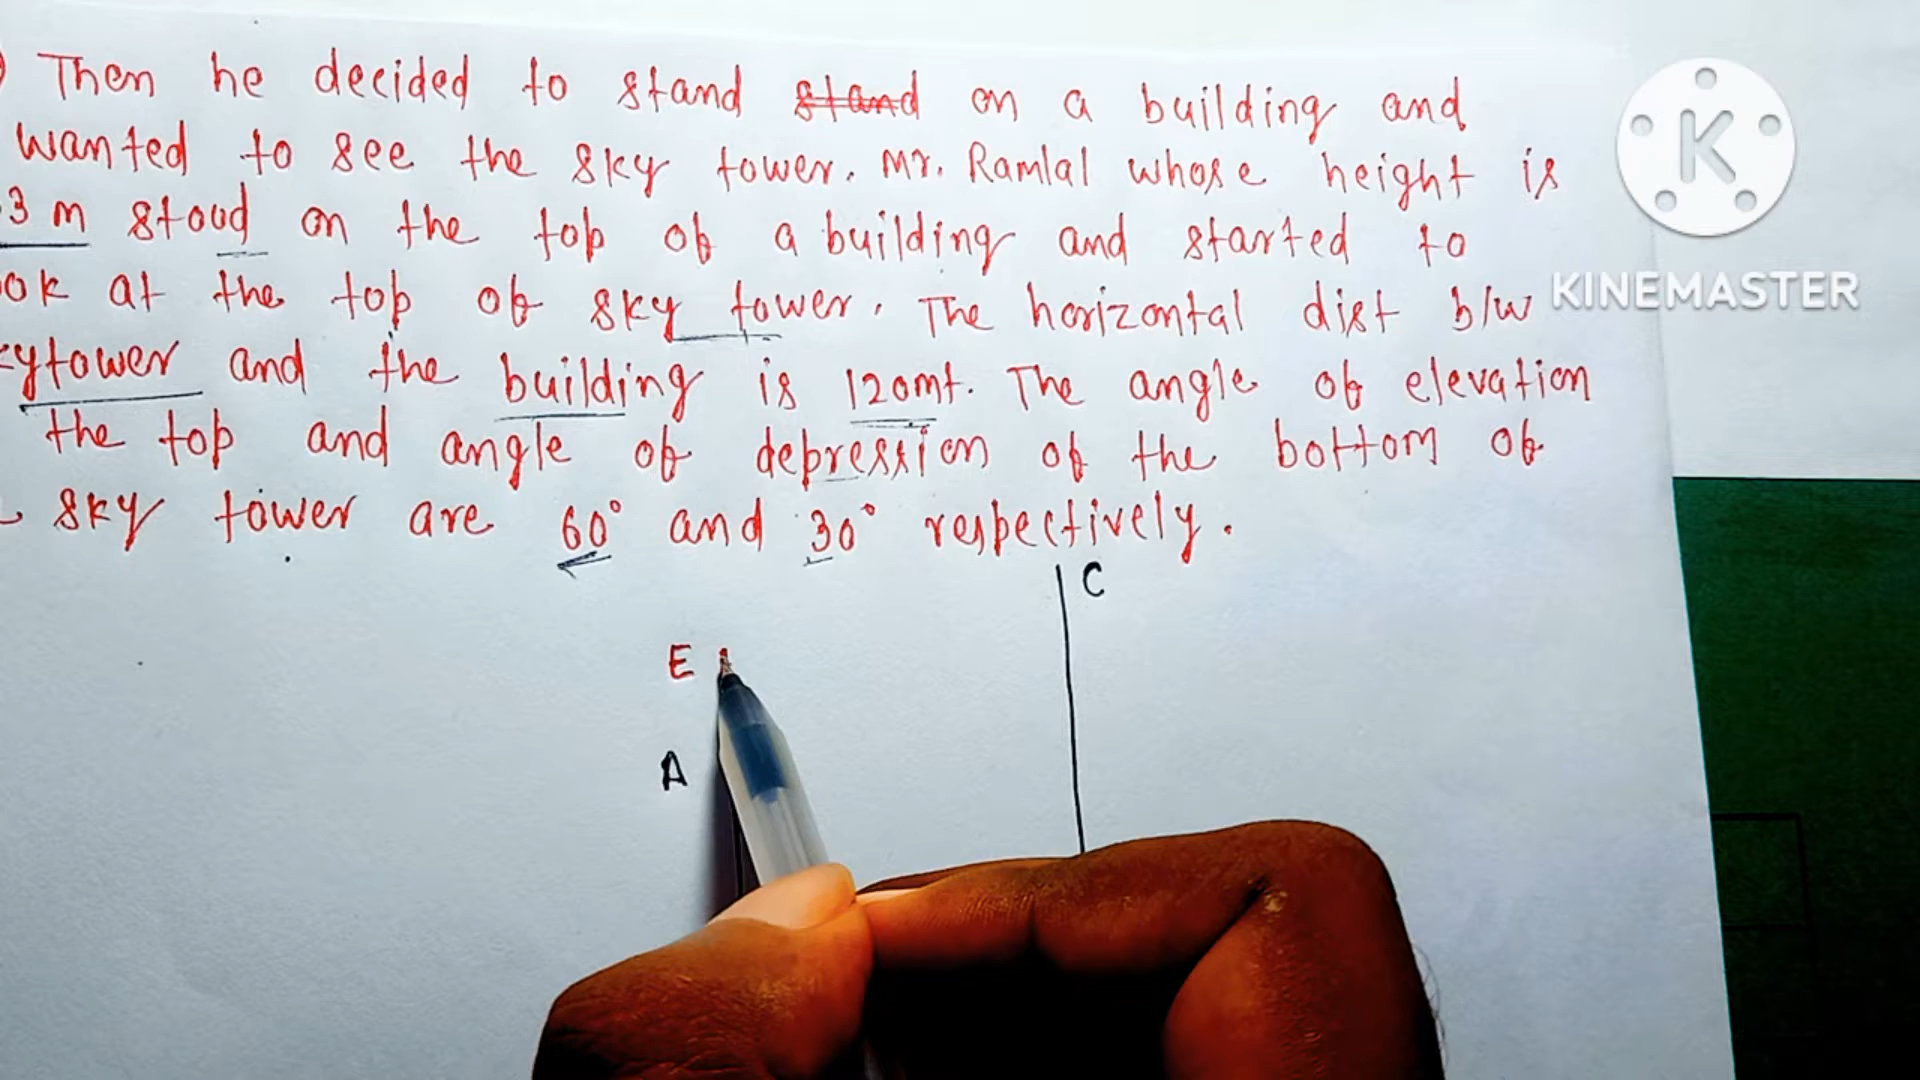 Then he decided to stand stand on a building and
wanted to see the sky tower. Mr. Ramlal whose height is
3 m stood on the top of a building and started to
ok at the top of sky tower. The horizontal dist b/w
ytower and the building is 120mt. The angle of elevation
the top and angle of depression of the bottom of
sky tower are 60° and 30° respectively.
C
E
A
K
KINEMASTER